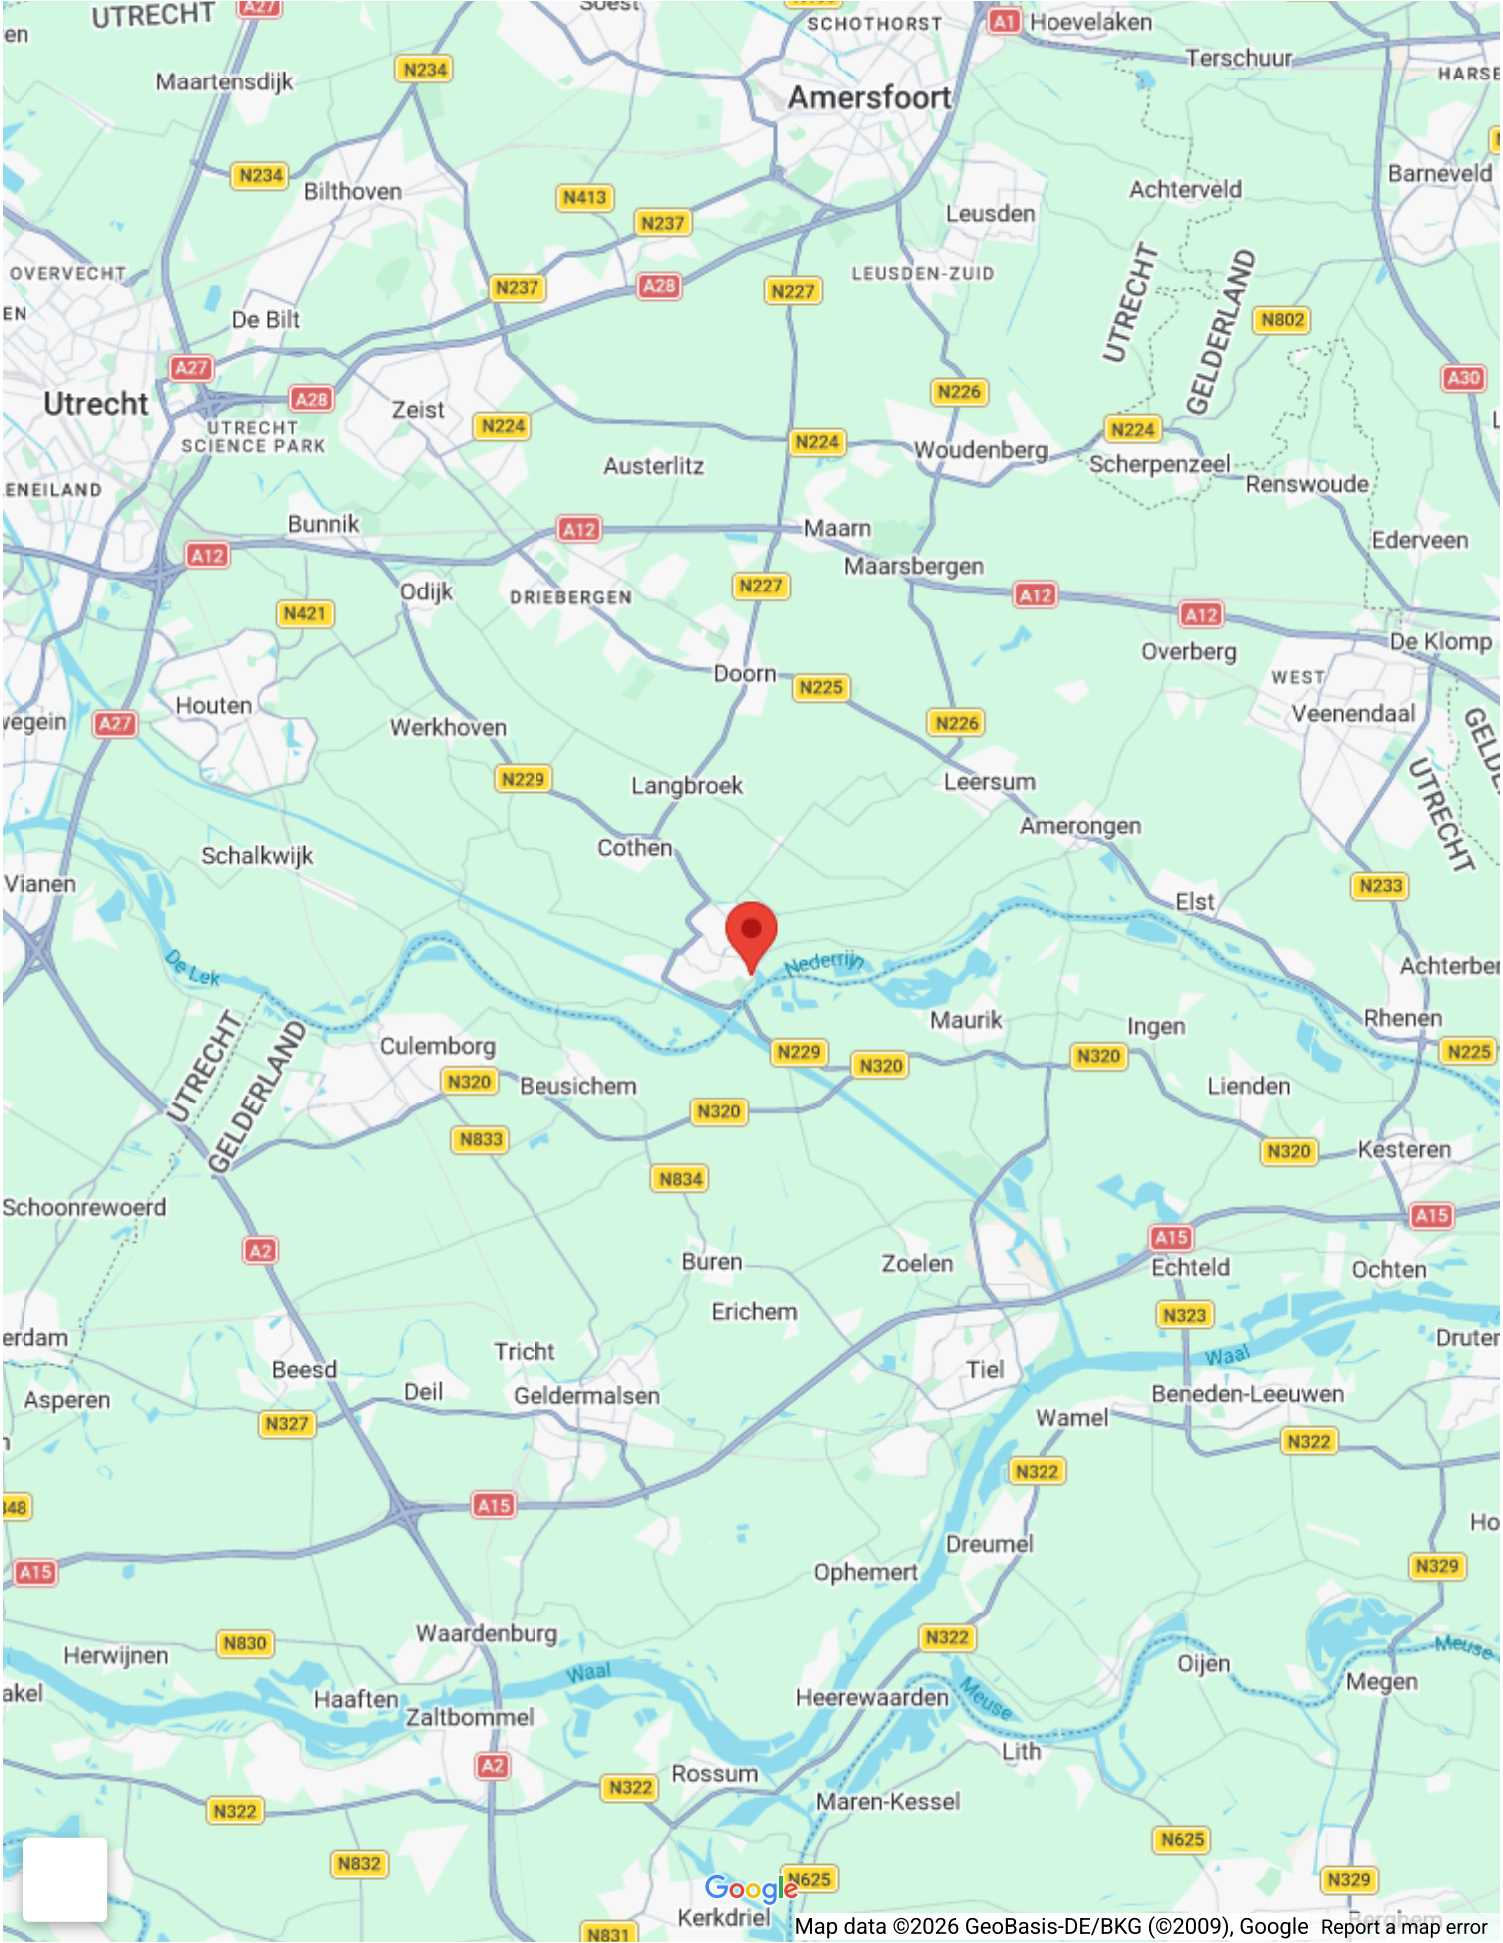 UTRECHT
A27
Soest
SCHOTHORST
A1
Hoevelaken
Terschuur
Maartensdijk
N234
Amersfoort
N234
Bilthoven
N413
N237
Achterveld
Barneveld
Leusden
OVERVECHT
N237
A28
N227
LEUSDEN-ZUID
UTRECHT
GELDERLAND
De Bilt
N802
A27
A28
Utrecht
Zeist
N224
N226
A30
UTRECHT
SCIENCE PARK
N224
Woudenberg
N224
Scherpenzeel
Austerlitz
Renswoude
Bunnik
A12
Maarn
Ederveen
A12
Maarsbergen
Odijk
DRIEBERGEN
N227
A12
A12
N421
De Klomp
Overberg
Doorn
WEST
N225
Houten
Veenendaal
A27
Werkhoven
N226
UTRECHT
N229
Langbroek
Leersum
Amerongen
Cothen
Schalkwijk
Vianen
N233
Elst
De Lek
Nederrijn
Rhenen
Maurik
Ingen
UTRECHT
GELDERLAND
Culemborg
N229
N320
N320
N225
N320
Beusichem
Lienden
N320
N833
N320
Kesteren
N834
Schoonrewoerd
A15
A2
A15
Buren
Zoelen
Echteld
Ochten
Erichem
N323
Tricht
Waal
Beesd
Tiel
Deil
Geldermalsen
Beneden-Leeuwen
Asperen
Wamel
N327
N322
N322
A15
Dreumel
A15
Ophemert
N329
Waardenburg
N830
N322
Herwijnen
Meuse
Oijen
Waal
Megen
Haaften
Heerewaarden
Meuse
Zaltbommel
Lith
A2
Rossum
N322
Maren-Kessel
N322
N625
N832
N625
N329
Google
Kerkdriel
N831
Berghem
Map data ©2026 GeoBasis-DE/BKG (©2009), Google
Report a map error